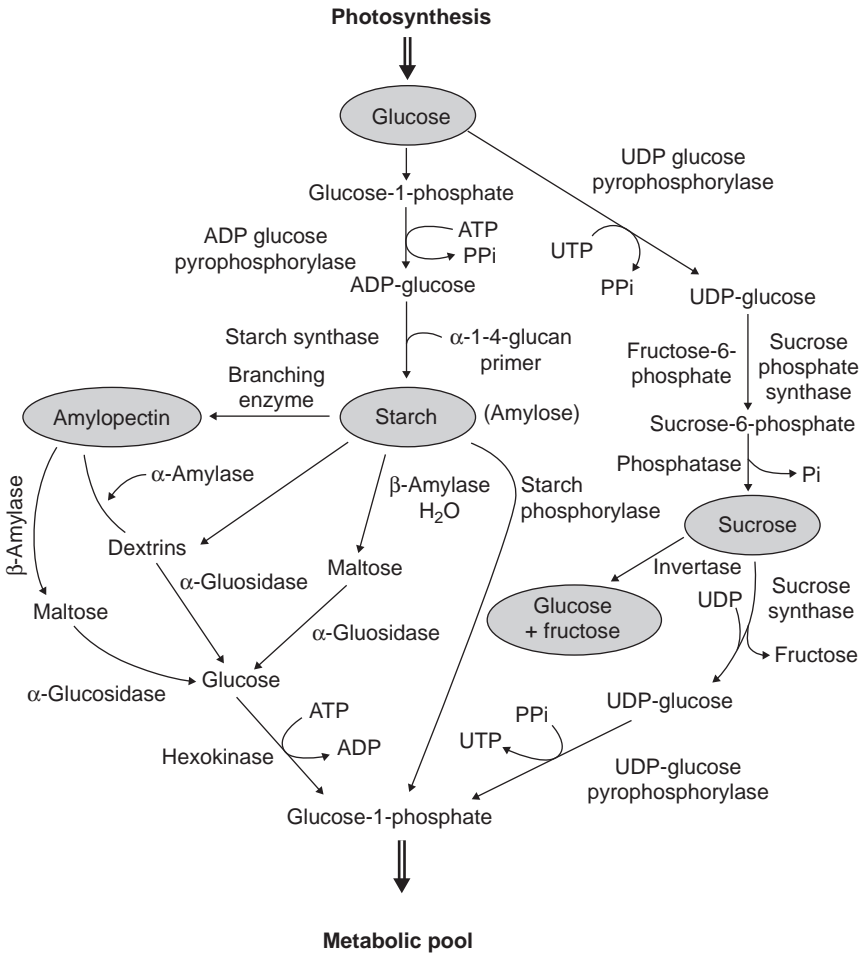 Photosynthesis
Glucose
UDP glucose
pyrophosphorylase
Glucose-1-phosphate
ADP glucose
pyrophosphorylase
ATP
PPi
UTP
PPi
ADP-glucose
UDP-glucose
Starch synthase
α-1-4-glucan
primer
Fructose-6-
phosphate
Sucrose
phosphate
synthase
Branching
enzyme
Amylopectin
Starch
(Amylose)
Sucrose-6-phosphate
Phosphatase
Pi
α-Amylase
β-Amylase
β-Amylase
H₂O
Starch
phosphorylase
Sucrose
Dextrins
α-Gluosidase
Maltose
Invertase
Maltose
Glucose
+ fructose
UDP
Sucrose
synthase
α-Gluosidase
Fructose
α-Glucosidase
Glucose
UDP-glucose
ATP
ADP
Hexokinase
PPi
UTP
UDP-glucose
pyrophosphorylase
Glucose-1-phosphate
Metabolic pool